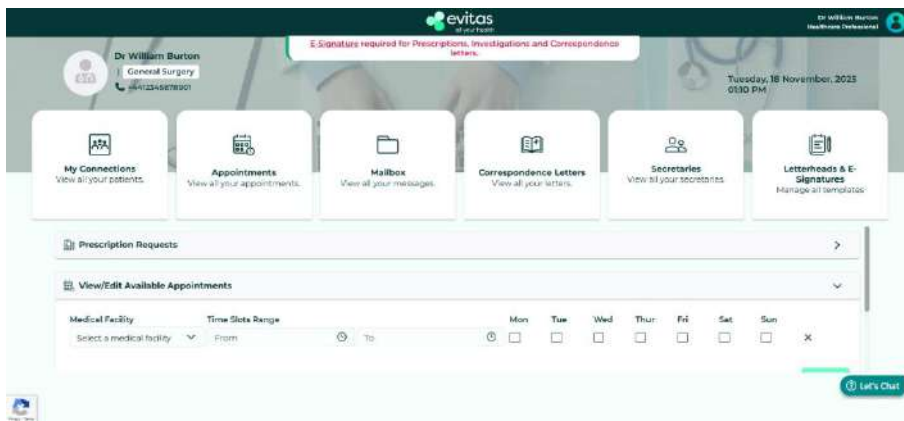 evitas
all your health
Dr William Burton
Healthcare Professional
E-Signature required for Prescriptions, Investigations and Correspondence
letters.
Dr William Burton
General Surgery
Tuesday, 18 November, 2025
01:10 PM
My Connections
View all your patients.
Appointments
View all your appointments.
Mailbox
View all your messages.
Correspondence Letters
View all your letters.
Secretaries
View all your secretaries.
Letterheads & E-
Signatures
Manage all templates
Prescription Requests
View/Edit Available Appointments
Medical Facility Time Slots Range Mon Tue Wed Thur Fri Sat Sun
Select a medical facility From To
Let's Chat